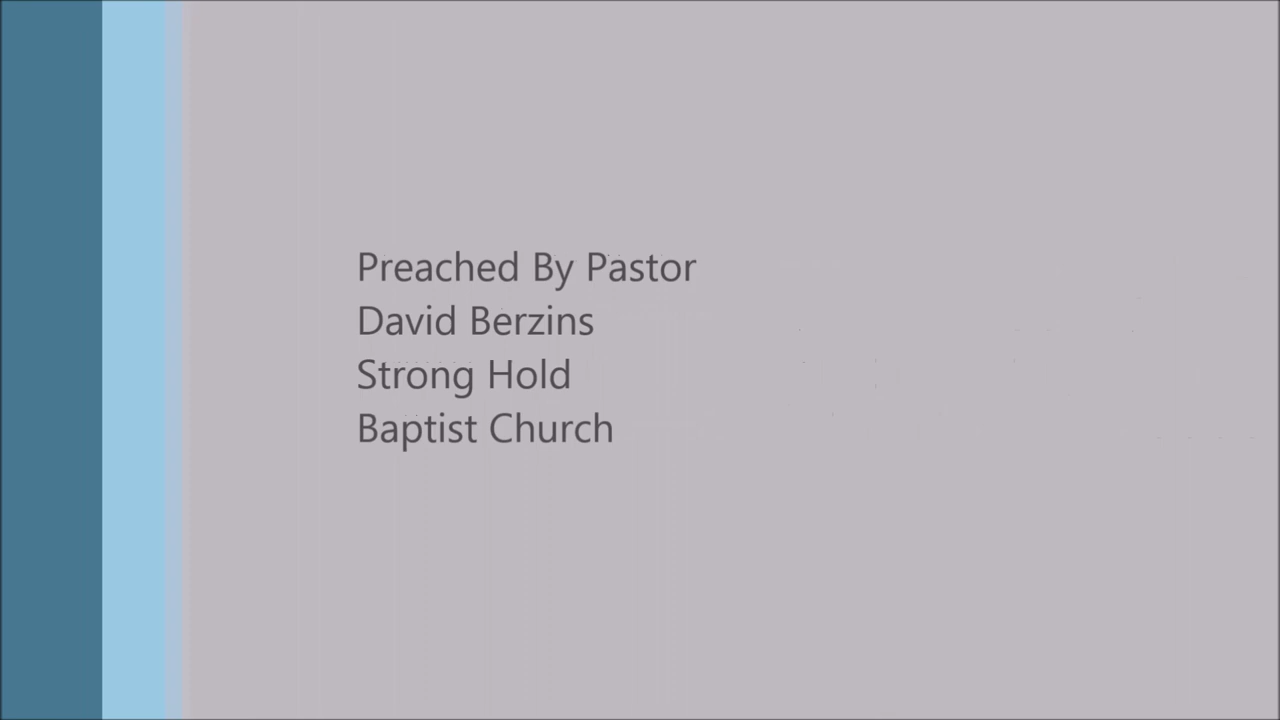 Preached By Pastor
David Berzins
Strong Hold
Baptist Church